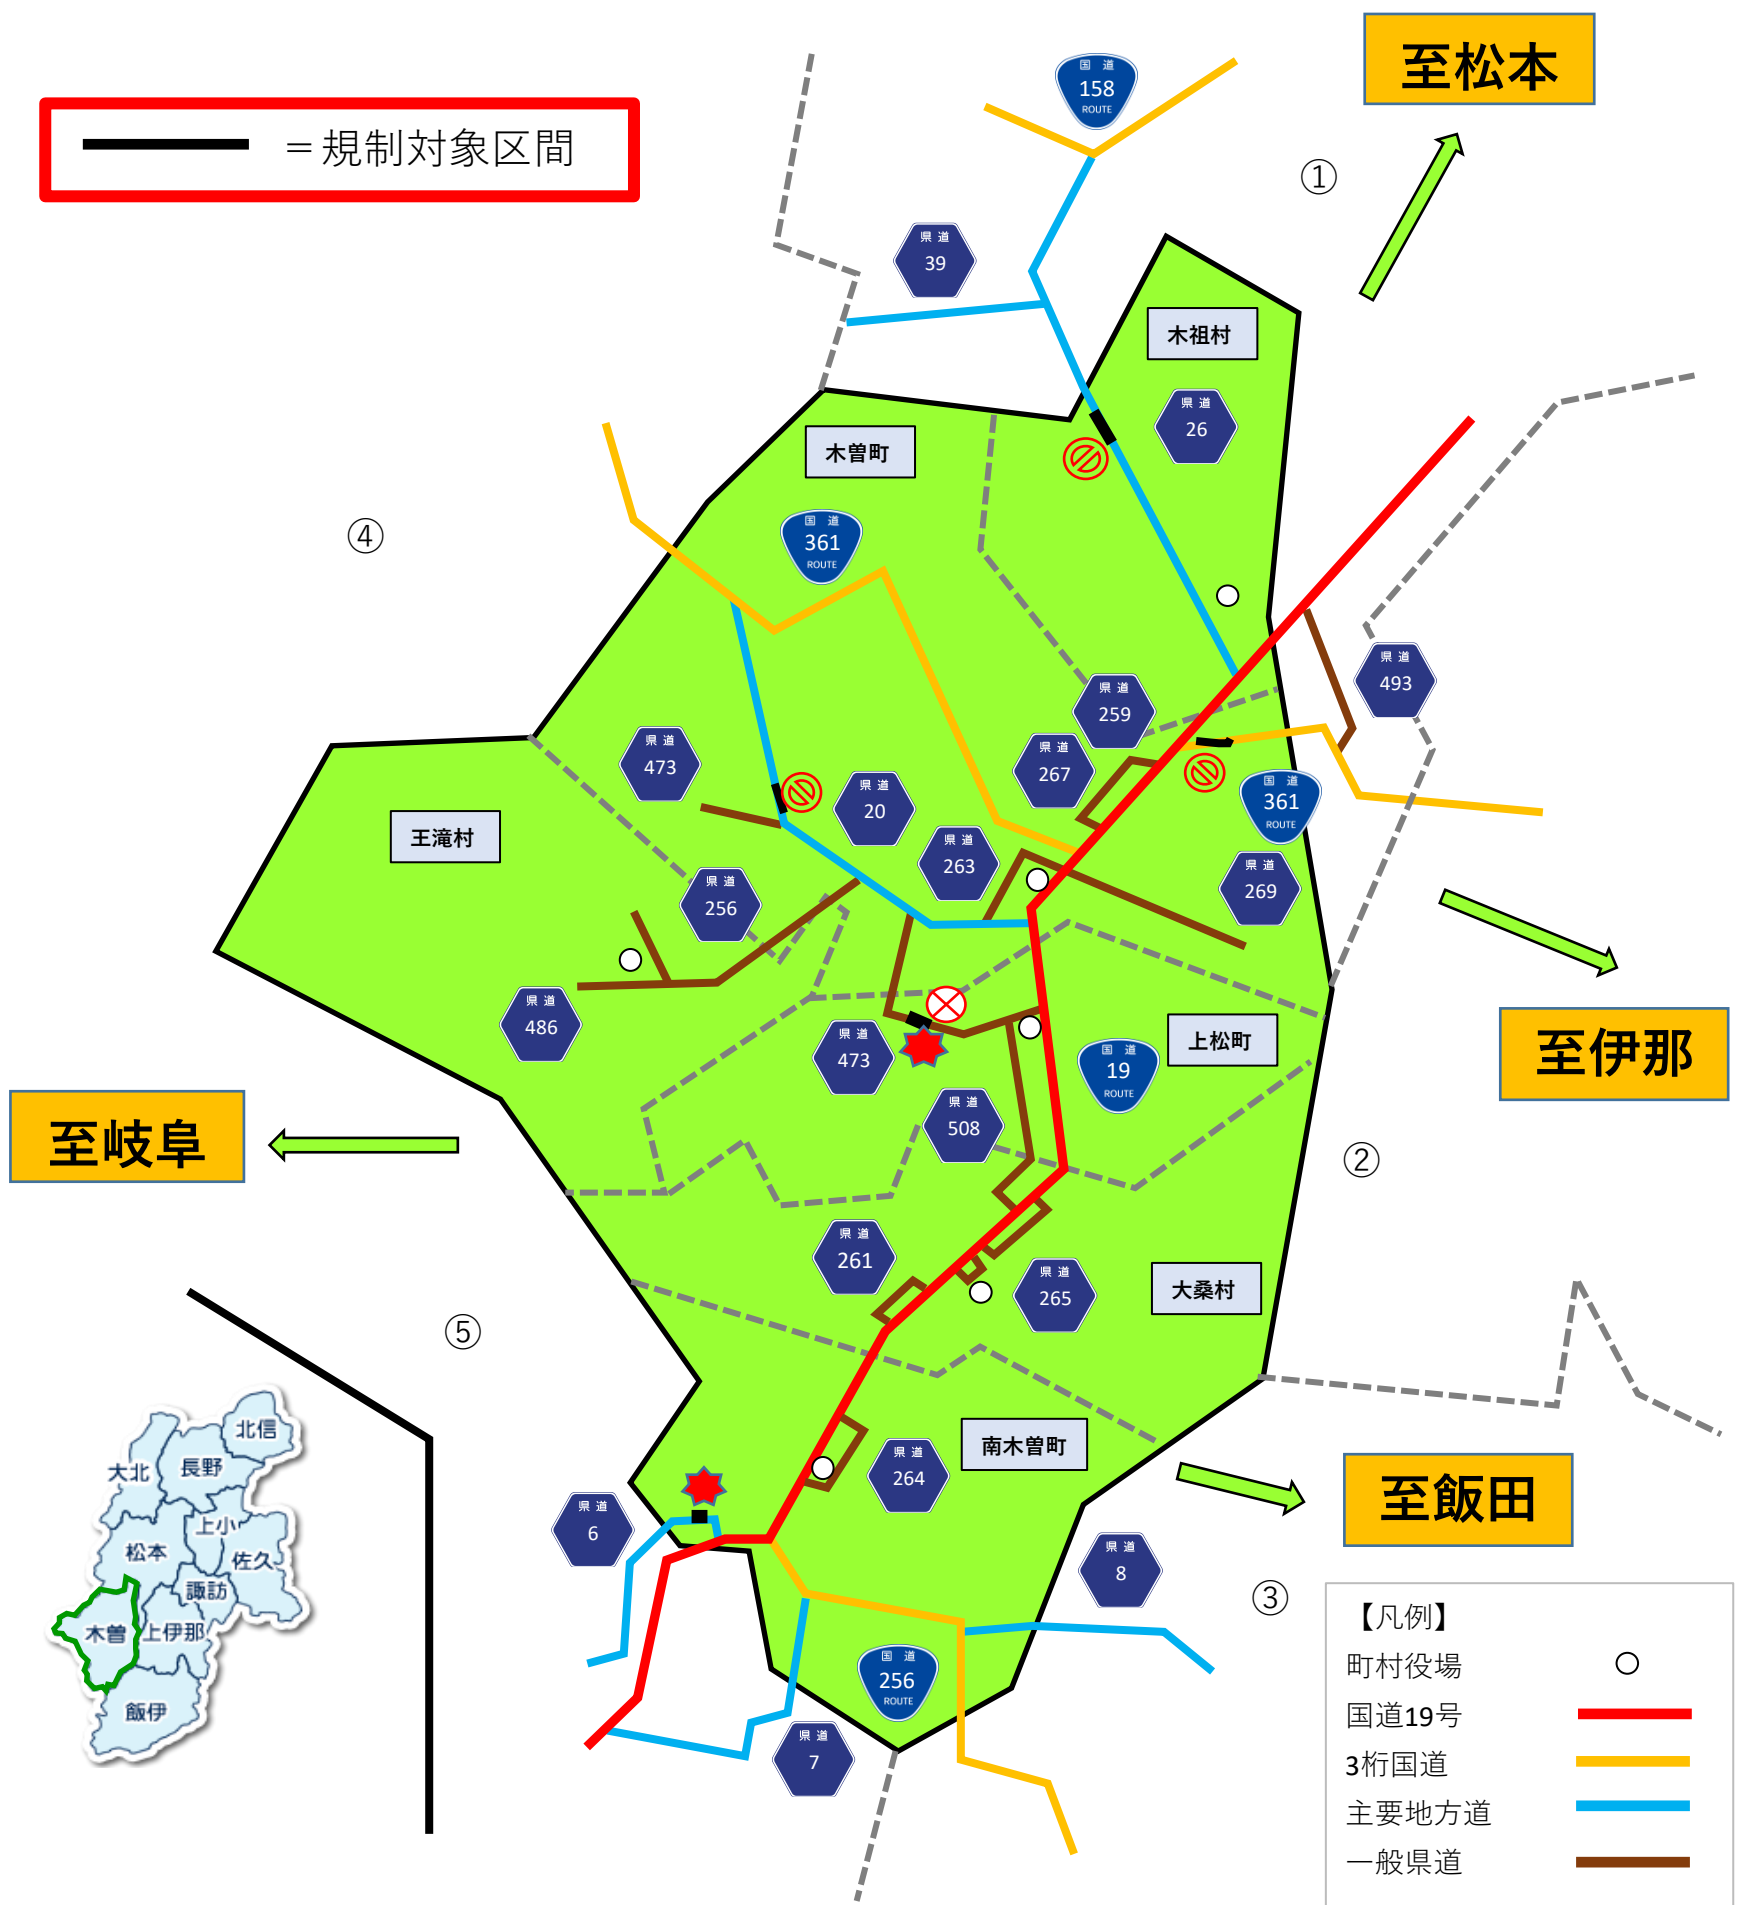 至松本
国 道
158
ROUTE
＝規制対象区間
①
県 道
39
木祖村
県 道
26
木曽町
④
国 道
361
ROUTE
県 道
493
県 道
259
県 道
473
県 道
267
県 道
20
国 道
361
ROUTE
王滝村
県 道
263
県 道
269
県 道
256
県 道
486
至伊那
上松町
県 道
473
国 道
19
ROUTE
県 道
508
至岐阜
②
県 道
261
県 道
265
大桑村
⑤
北信
大北
長野
上小
松本
佐久
諏訪
木曽
上伊那
飯伊
南木曽町
県 道
264
至飯田
県 道
6
県 道
8
③
国 道
256
ROUTE
県 道
7
【凡例】
町村役場
国道19号
3桁国道
主要地方道
一般県道